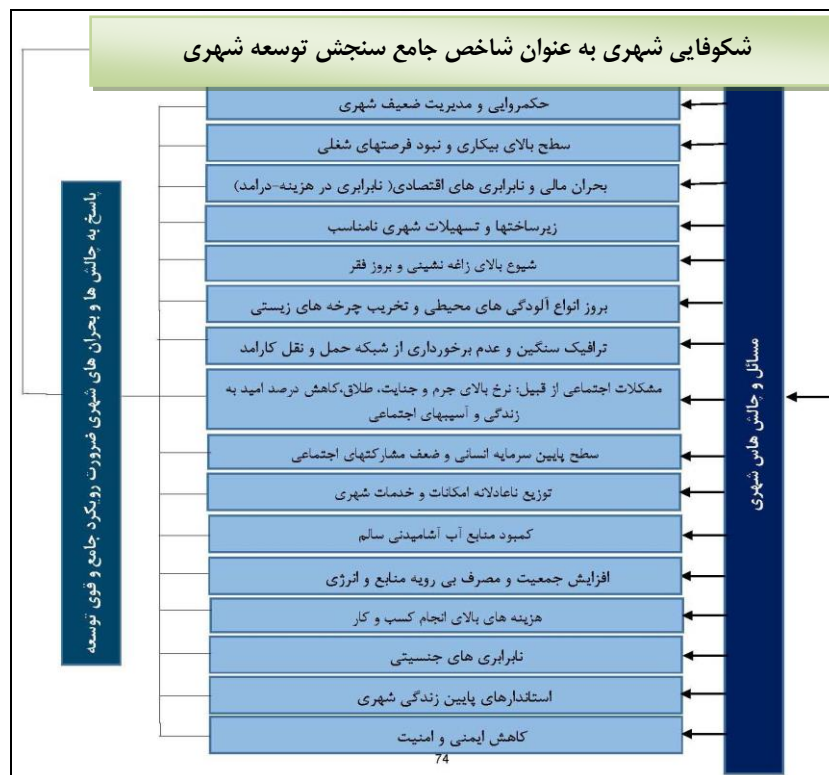 شکوفایی شهری به عنوان شاخص جامع سنجش توسعه شهری
مسائل و چالش هاس شهری
حکمروایی و مدیریت ضعیف شهری
سطح بالای بیکاری و نبود فرصتهای شغلی
بحران مالی و نابرابری های اقتصادی( نابرابری در هزینه-درامد)
زیرساختها و تسهیلات شهری نامناسب
شیوع بالای زاغه نشینی و بروز فقر
بروز انواع آلودگی های محیطی و تخریب چرخه های زیستی
ترافیک سنگین و عدم برخورداری از شبکه حمل و نقل کارامد
مشکلات اجتماعی از قبیل: نرخ بالای جرم و جنایت، طلاق،کاهش درصد امید به
زندگی و آسیبهای اجتماعی
سطح پایین سرمایه انسانی و ضعف مشارکتهای اجتماعی
توزیع ناعادلانه امکانات و خدمات شهری
کمبود منابع آب آشامیدنی سالم
افزایش جمعیت و مصرف بی رویه منابع و انرژی
هزینه های بالای انجام کسب و کار
نابرابری های جنسیتی
استاندارهای پایین زندگی شهری
کاهش ایمنی و امنیت
پاسخ به چالش ها و بحران های شهری ضرورت رویکرد جامع و قوی توسعه
74